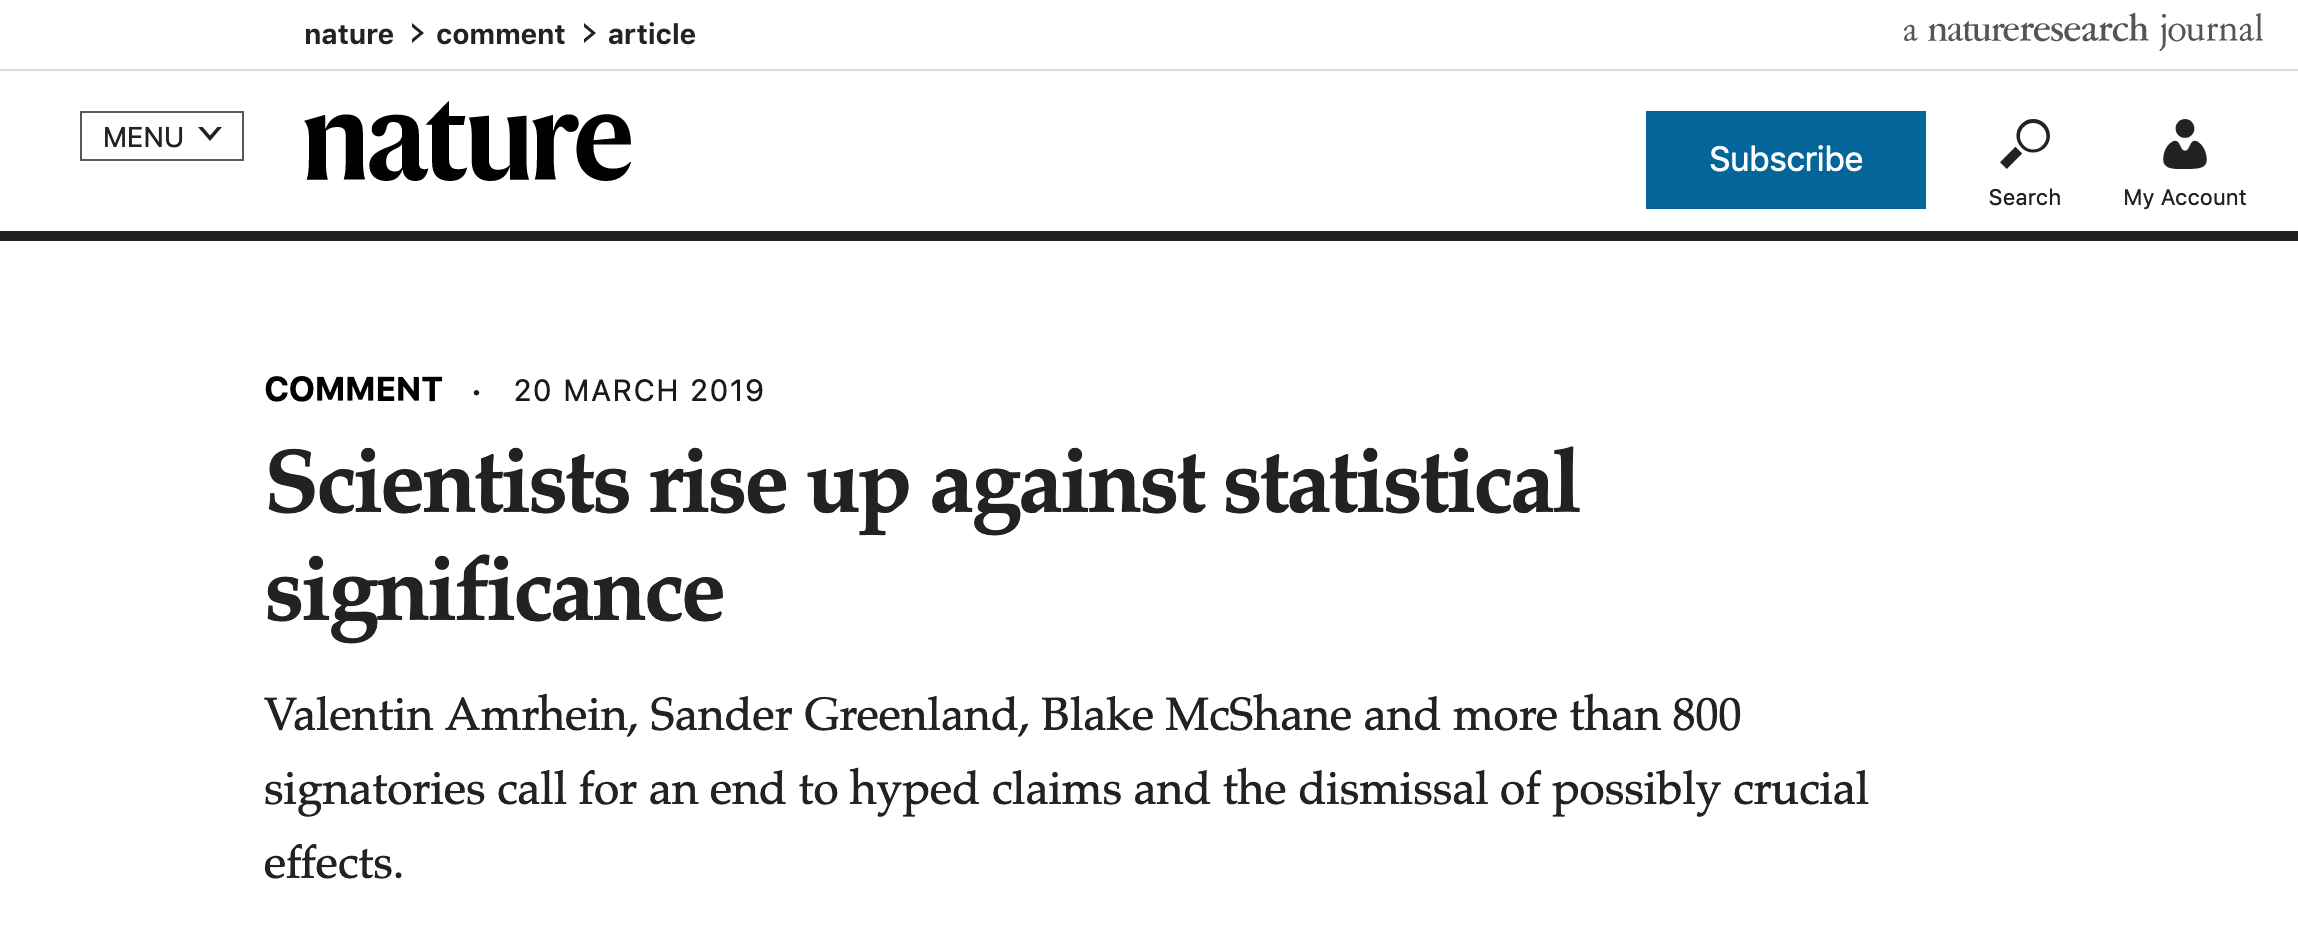 nature > comment > article
a natureresearch journal
MENU
nature
Subscribe
Search
My Account
COMMENT · 20 MARCH 2019
Scientists rise up against statistical
significance
Valentin Amrhein, Sander Greenland, Blake McShane and more than 800
signatories call for an end to hyped claims and the dismissal of possibly crucial
effects.